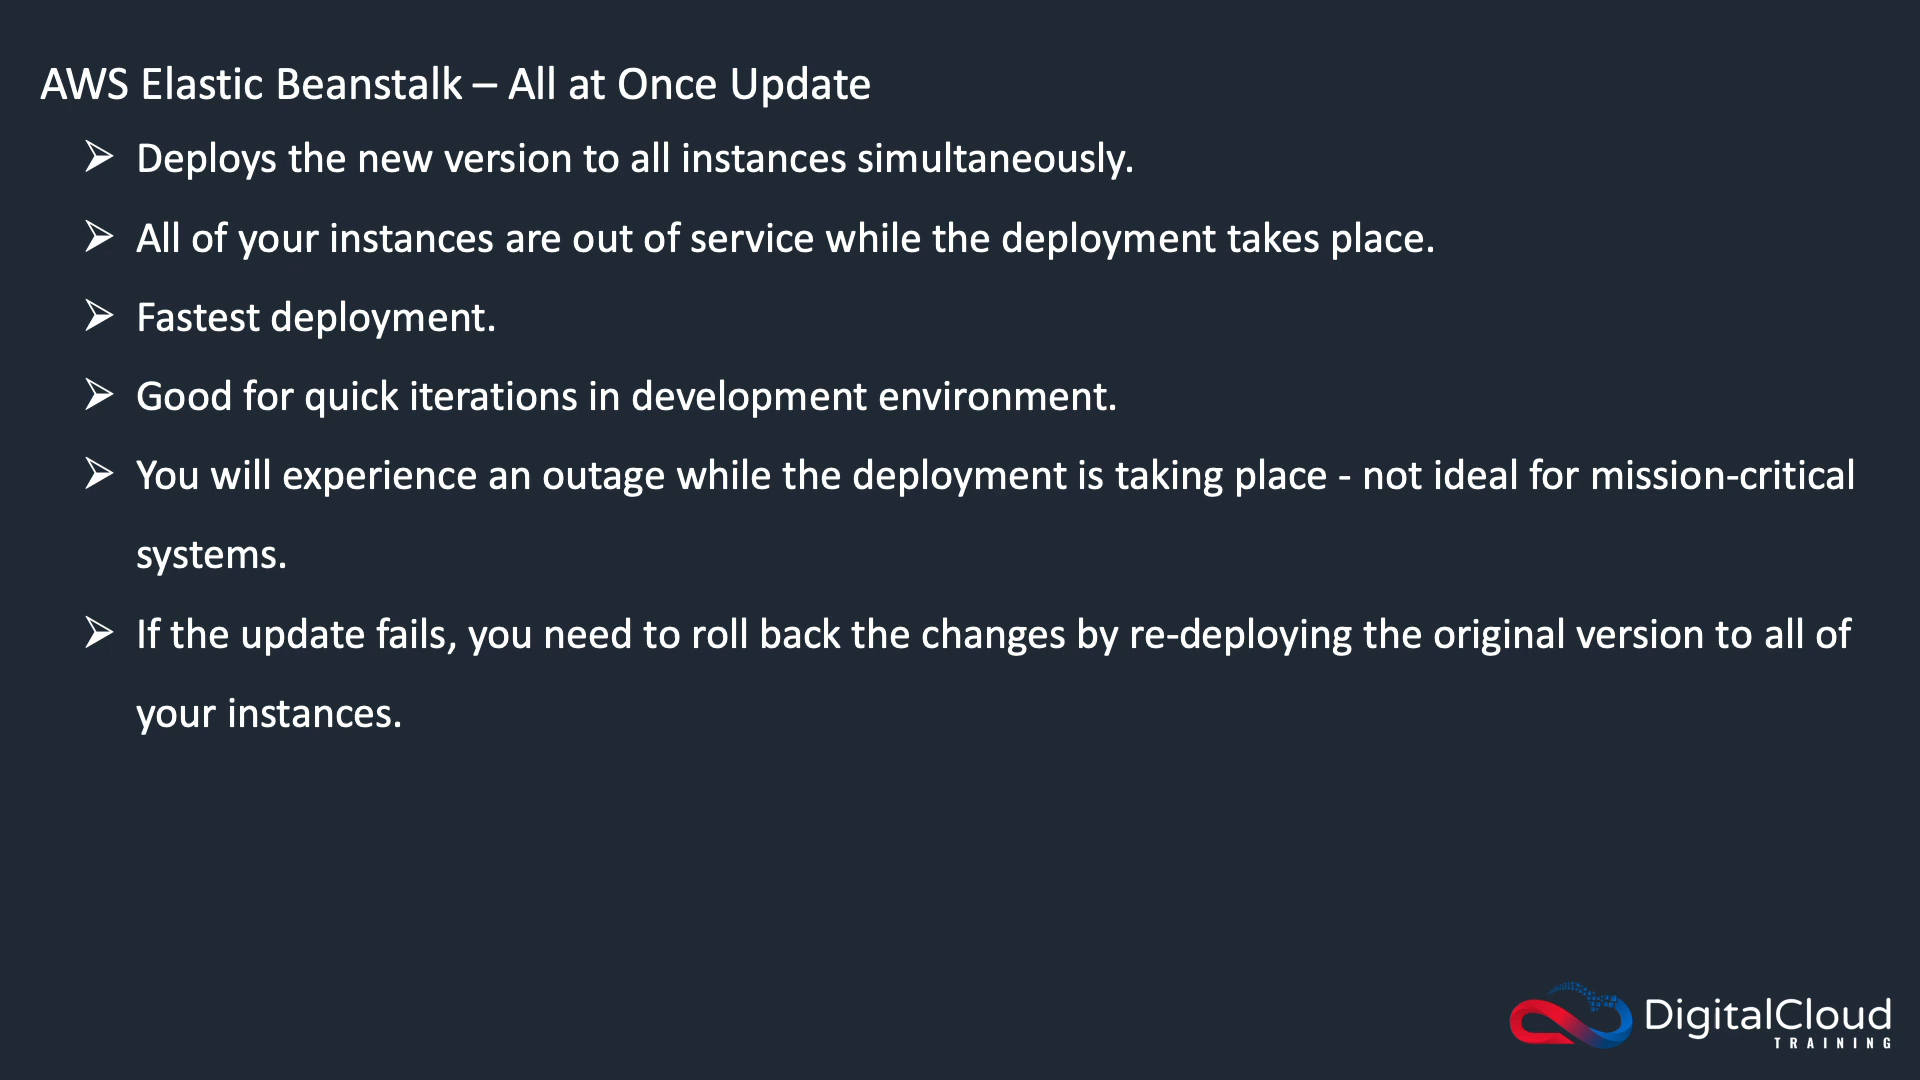 AWS Elastic Beanstalk – All at Once Update
➢ Deploys the new version to all instances simultaneously.
➢ All of your instances are out of service while the deployment takes place.
➢ Fastest deployment.
➢ Good for quick iterations in development environment.
➢ You will experience an outage while the deployment is taking place - not ideal for mission-critical
systems.
➢ If the update fails, you need to roll back the changes by re-deploying the original version to all of
your instances.
DigitalCloud
TRAINING